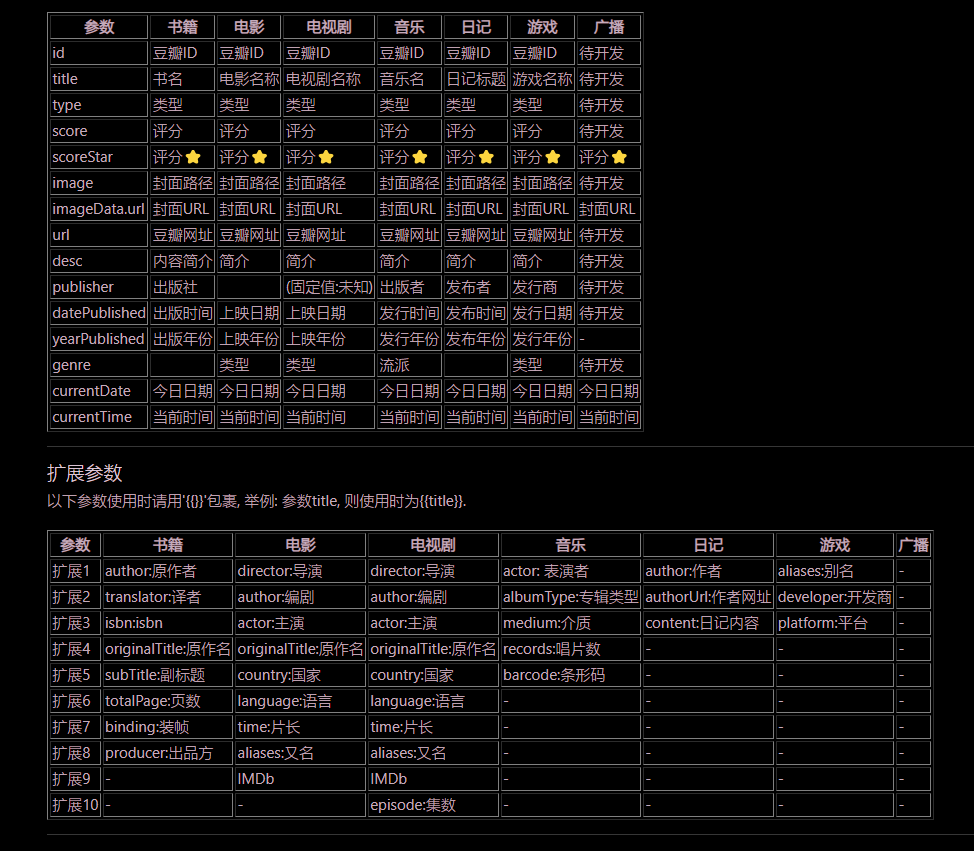 参数 书籍 电影 电视剧 音乐 日记 游戏 广播
id 豆瓣ID 豆瓣ID 豆瓣ID 豆瓣ID 豆瓣ID 豆瓣ID 待开发
title 书名 电影名称 电视剧名称 音乐名 日记标题 游戏名称 待开发
type 类型 类型 类型 类型 类型 类型 待开发
score 评分 评分 评分 评分 评分 评分 待开发
scoreStar 评分⭐ 评分⭐ 评分⭐ 评分⭐ 评分⭐ 评分⭐ 评分⭐
image 封面路径 封面路径 封面路径 封面路径 封面路径 封面路径 待开发
imageData.url 封面URL 封面URL 封面URL 封面URL 封面URL 封面URL 封面URL
url 豆瓣网址 豆瓣网址 豆瓣网址 豆瓣网址 豆瓣网址 豆瓣网址 待开发
desc 内容简介 简介 简介 简介 简介 简介 待开发
publisher 出版社 (固定值:未知) 出版者 发布者 发行商 待开发
datePublished 出版时间 上映日期 上映日期 发行时间 发布时间 发行日期 待开发
yearPublished 出版年份 上映年份 上映年份 发行年份 发布年份 发行年份 -
genre 类型 类型 流派 类型 待开发
currentDate 今日日期 今日日期 今日日期 今日日期 今日日期 今日日期 今日日期
currentTime 当前时间 当前时间 当前时间 当前时间 当前时间 当前时间 当前时间
扩展参数
以下参数使用时请用'{{}}'包裹, 举例: 参数title, 则使用时为{{title}}.
参数 书籍 电影 电视剧 音乐 日记 游戏 广播
扩展1 author:原作者 director:导演 director:导演 actor: 表演者 author:作者 aliases:别名 -
扩展2 translator:译者 author:编剧 author:编剧 albumType:专辑类型 authorUrl:作者网址 developer:开发商 -
扩展3 isbn:isbn actor:主演 actor:主演 medium:介质 content:日记内容 platform:平台 -
扩展4 originalTitle:原作名 originalTitle:原作名 originalTitle:原作名 records:唱片数 - - -
扩展5 subTitle:副标题 country:国家 country:国家 barcode:条形码 - - -
扩展6 totalPage:页数 language:语言 language:语言 - - - -
扩展7 binding:装帧 time:片长 time:片长 - - - -
扩展8 producer:出品方 aliases:又名 aliases:又名 - - - -
扩展9 - IMDb IMDb - - - -
扩展10 - - episode:集数 - - - -